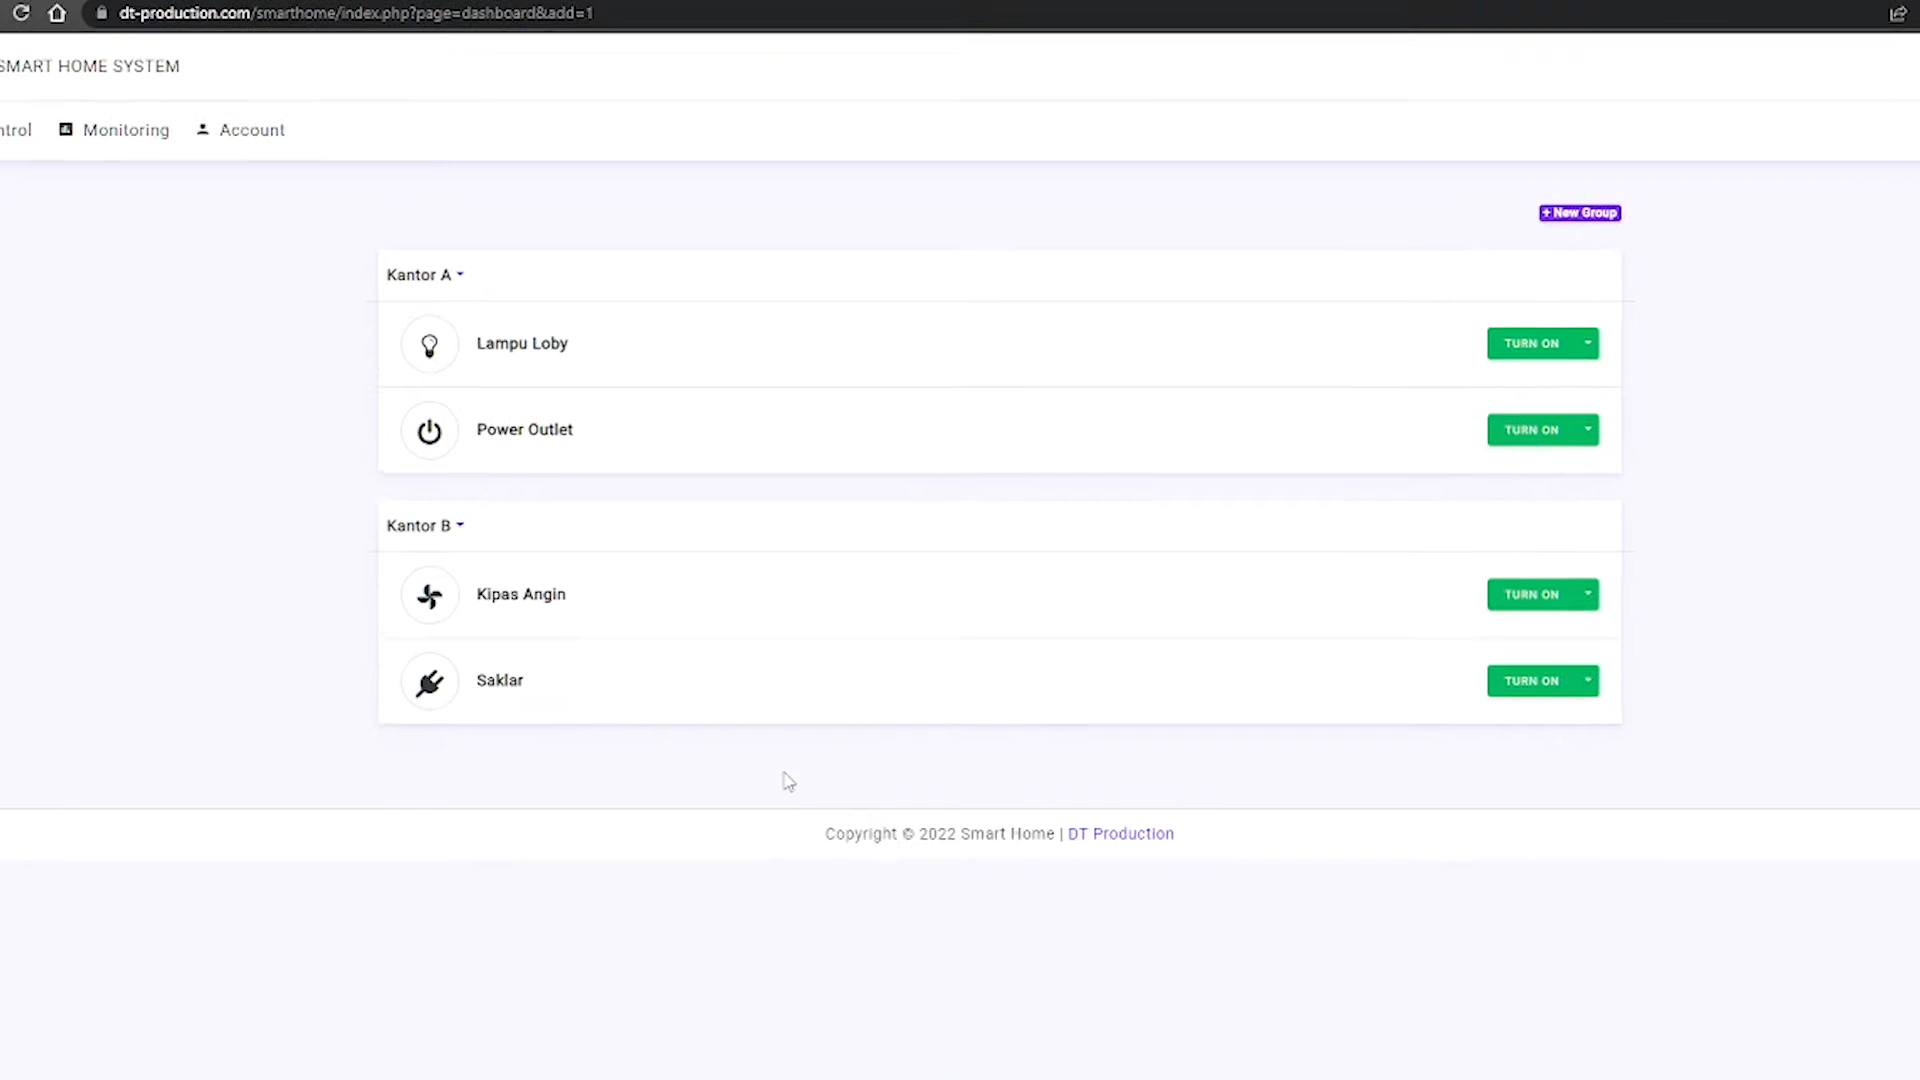 dt-production.com/smarthome/index.php?page=dashboard&add=1
SMART HOME SYSTEM
ntrol Monitoring Account
+ New Group
Kantor A
Lampu Loby TURN ON
Power Outlet TURN ON
Kantor B
Kipas Angin TURN ON
Saklar TURN ON
Copyright © 2022 Smart Home | DT Production